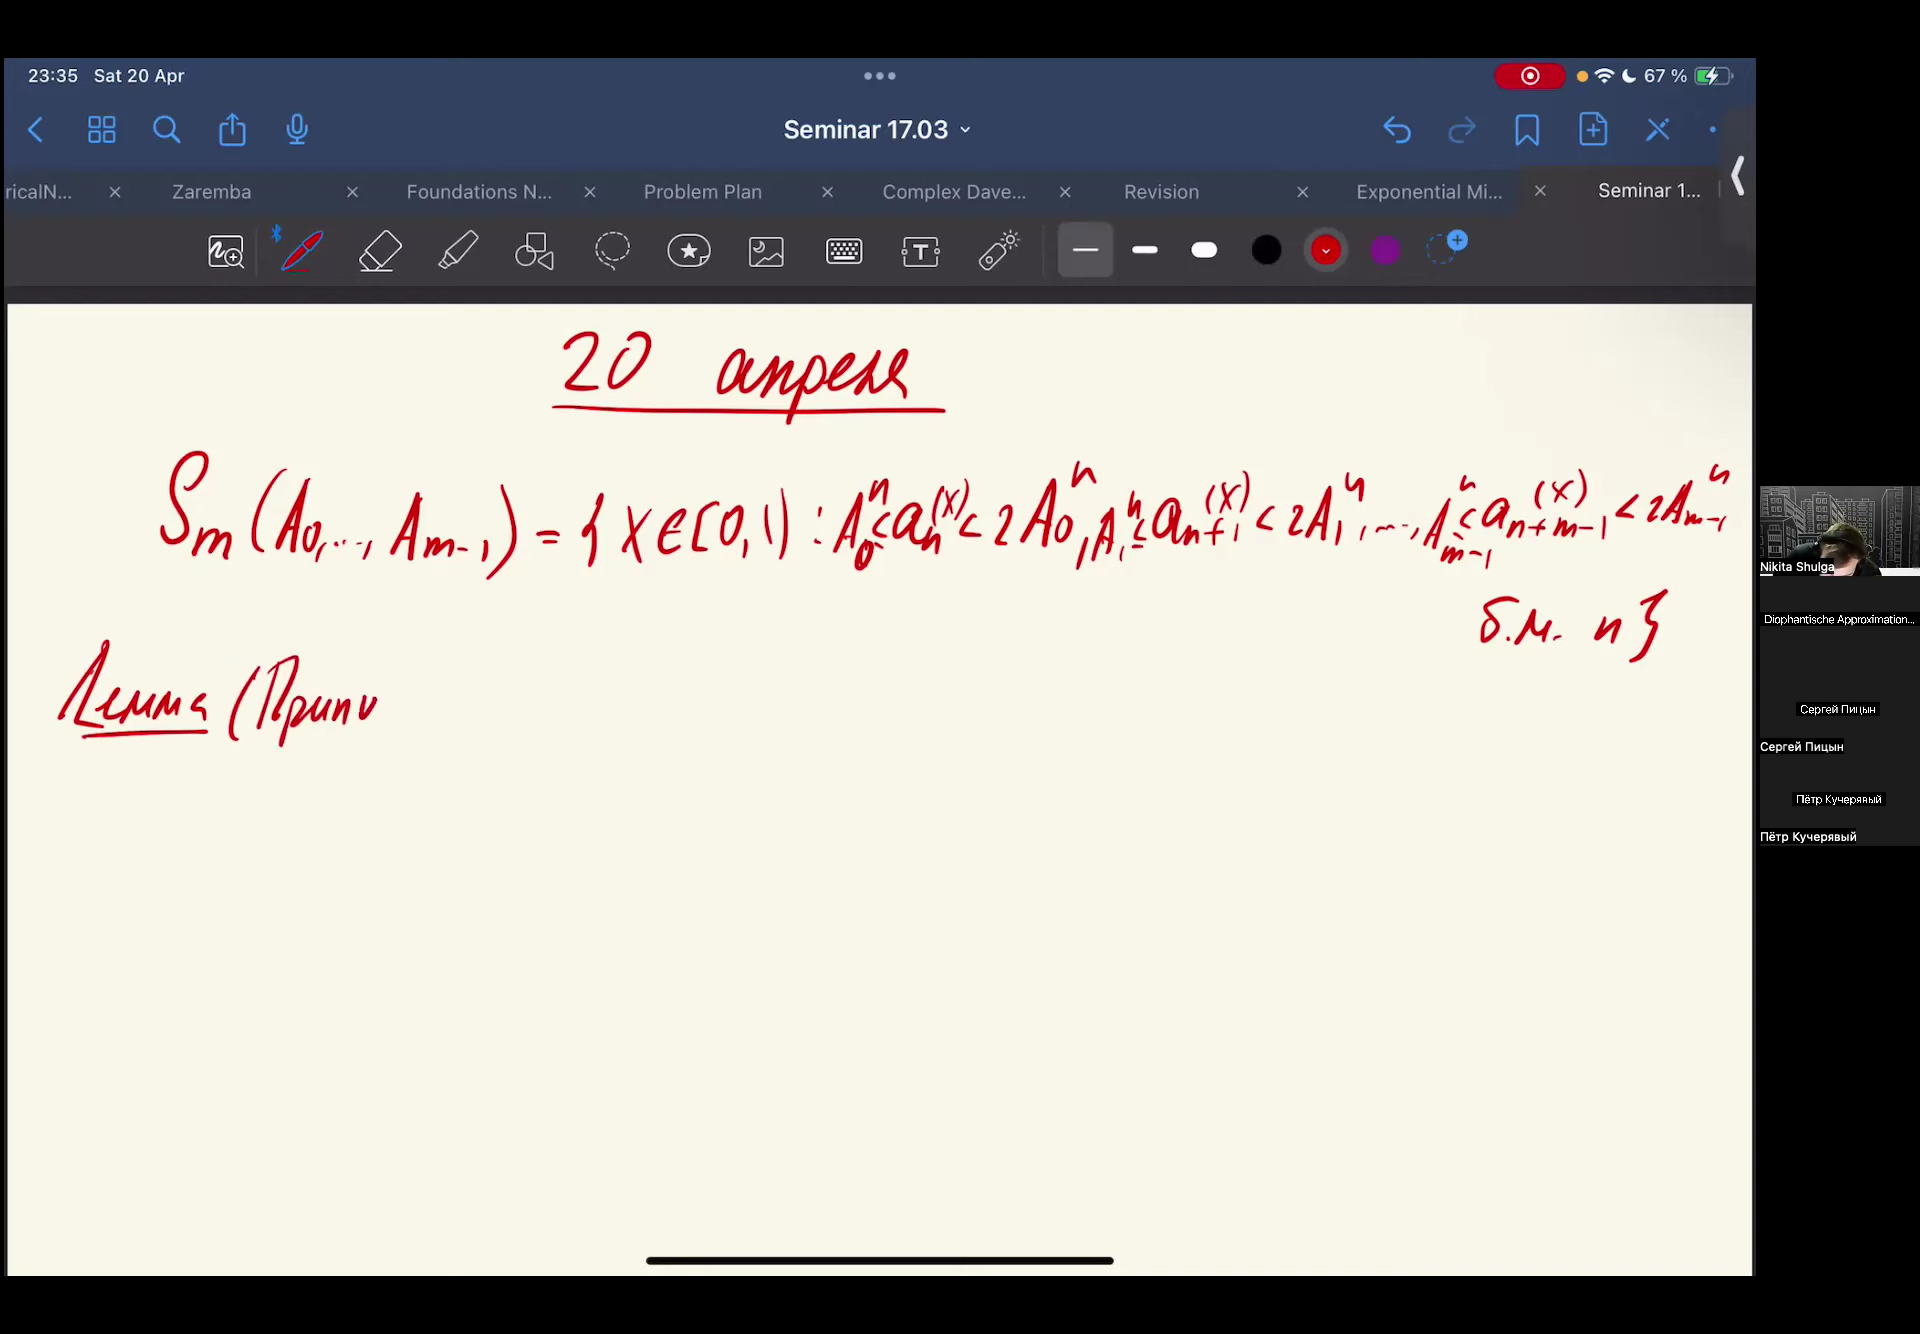 23:35 Sat 20 Apr
67 %
Seminar 17.03
ricalN...
Zaremba
Foundations N...
Problem Plan
Complex Dave...
Revision
Exponential Mi...
Seminar 1...
20 апреля
S_m (A_0, ..., A_{m-1}) = { x ∈ [0, 1) : A_0^n ≤ a_n(x) < 2A_0^n, A_1^n ≤ a_{n+1}(x) < 2A_1^n, ..., A_{m-1}^n ≤ a_{n+m-1}(x) < 2A_{m-1}^n
б.м. n }
Лемма (Припи
Nikita Shulga
Diophantische Approximation...
Сергей Пицын
Сергей Пицын
Пётр Кучерявый
Пётр Кучерявый